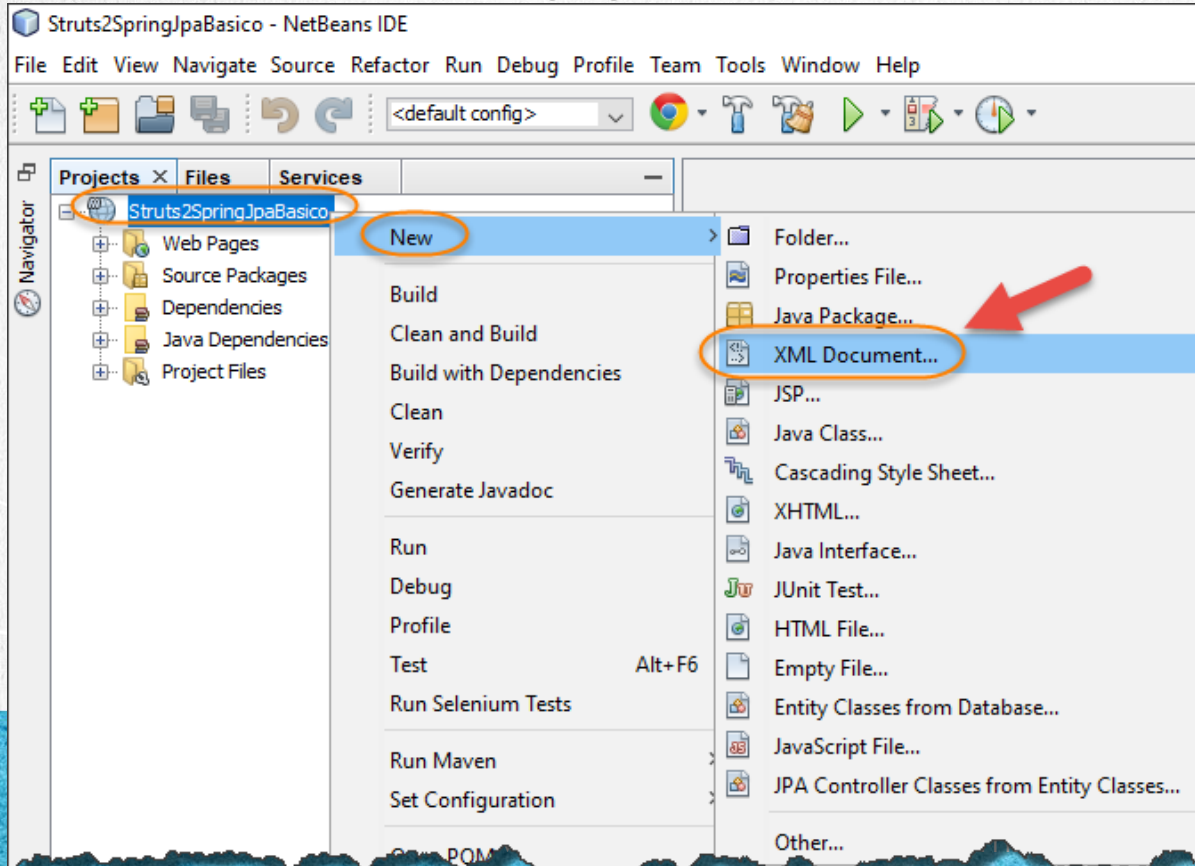 Struts2SpringJpaBasico - NetBeans IDE
File Edit View Navigate Source Refactor Run Debug Profile Team Tools Window Help
<default config>
Projects Files Services
Navigator
Struts2SpringJpaBasico
Web Pages
Source Packages
Dependencies
Java Dependencies
Project Files
New
Build
Clean and Build
Build with Dependencies
Clean
Verify
Generate Javadoc
Run
Debug
Profile
Test Alt+F6
Run Selenium Tests
Run Maven
Set Configuration
POM
Folder...
Properties File...
Java Package...
XML Document...
JSP...
Java Class...
Cascading Style Sheet...
XHTML...
Java Interface...
JUnit Test...
HTML File...
Empty File...
Entity Classes from Database...
JavaScript File...
JPA Controller Classes from Entity Classes...
Other...